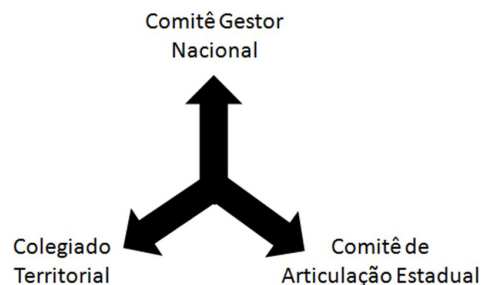 Comitê Gestor
Nacional
Colegiado
Territorial
Comitê de
Articulação Estadual